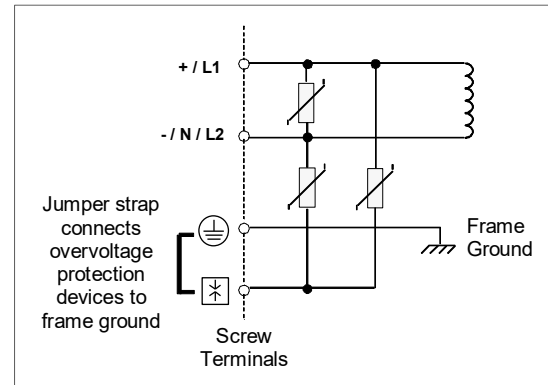 + / L1
- / N / L2
Jumper strap
connects
overvoltage
protection
devices to
frame ground
Frame
Ground
Screw
Terminals